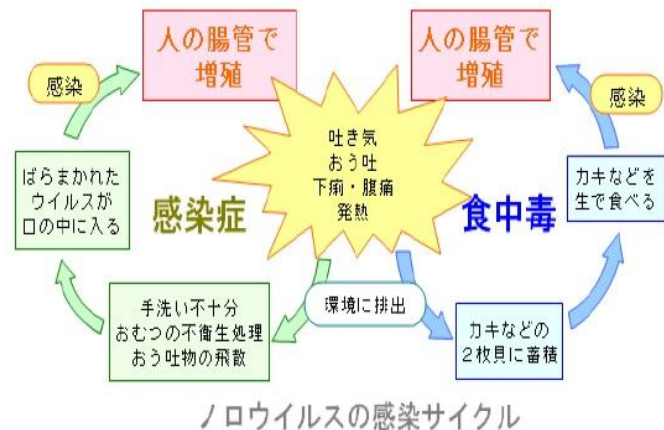 人の腸管で
増殖
人の腸管で
増殖
感染
感染
吐き気
おう吐
下痢・腹痛
発熱
ばらまかれた
ウイルスが
口の中に入る
感染症
食中毒
カキなどを
生で食べる
手洗い不十分
おむつの不衛生処理
おう吐物の飛散
環境に排出
カキなどの
2枚貝に蓄積
ノロウイルスの感染サイクル